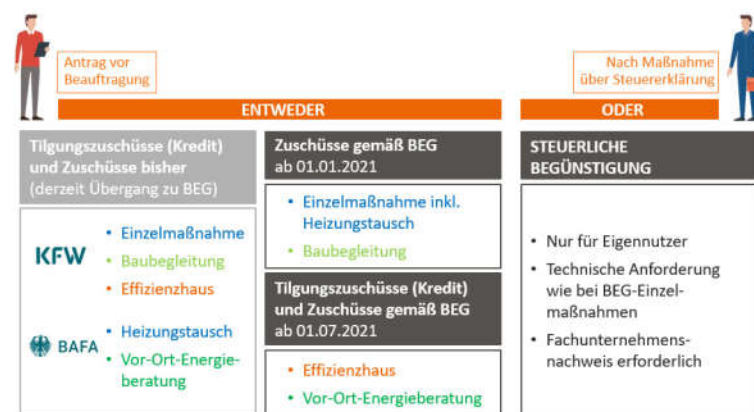 Antrag vor
Beauftragung
Nach Maßnahme
über Steuererklärung
ENTWEDER
ODER
Tilgungszuschüsse (Kredit)
und Zuschüsse bisher
(derzeit Übergang zu BEG)
KFW
• Einzelmaßnahme
• Baubegleitung
• Effizienzhaus
BAFA
• Heizungstausch
• Vor-Ort-Energie-
beratung
Zuschüsse gemäß BEG
ab 01.01.2021
• Einzelmaßnahme inkl.
Heizungstausch
• Baubegleitung
Tilgungszuschüsse (Kredit)
und Zuschüsse gemäß BEG
ab 01.07.2021
• Effizienzhaus
• Vor-Ort-Energieberatung
STEUERLICHE
BEGÜNSTIGUNG
• Nur für Eigennutzer
• Technische Anforderung
wie bei BEG-Einzel-
maßnahmen
• Fachunternehmens-
nachweis erforderlich